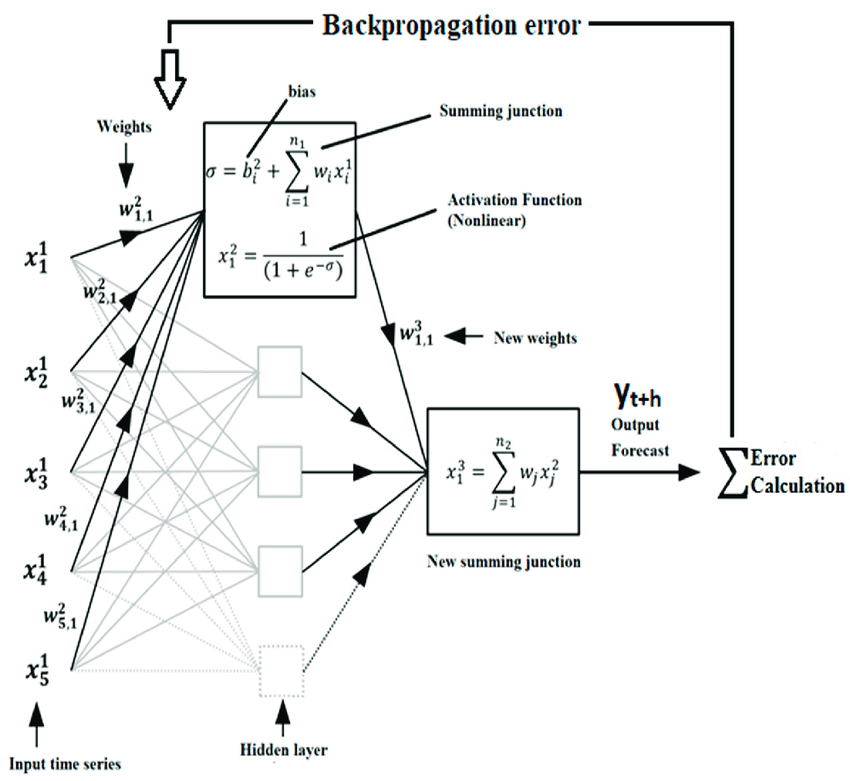 Backpropagation error
bias
Weights
Summing junction
σ = b_i^2 + ∑_{i=1}^{n_1} w_i x_i^1
Activation Function
(Nonlinear)
x_1^2 = 1 / (1 + e^{-σ})
w_{1,1}^2
x_1^1
w_{2,1}^2
w_{1,1}^3
New weights
x_2^1
w_{3,1}^2
y_{t+h}
Output
Forecast
x_3^1
x_1^3 = ∑_{j=1}^{n_2} w_j x_j^2
∑ Error
Calculation
w_{4,1}^2
New summing junction
x_4^1
w_{5,1}^2
x_5^1
Hidden layer
Input time series